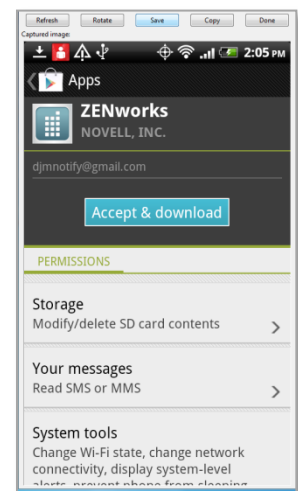 Refresh Rotate Save Copy Done
Captured image:
2:05 PM
Apps
ZENworks
NOVELL, INC.
djmnotify@gmail.com
Accept & download
PERMISSIONS
Storage
Modify/delete SD card contents
Your messages
Read SMS or MMS
System tools
Change Wi-Fi state, change network
connectivity, display system-level
alerts, prevent phone from sleeping